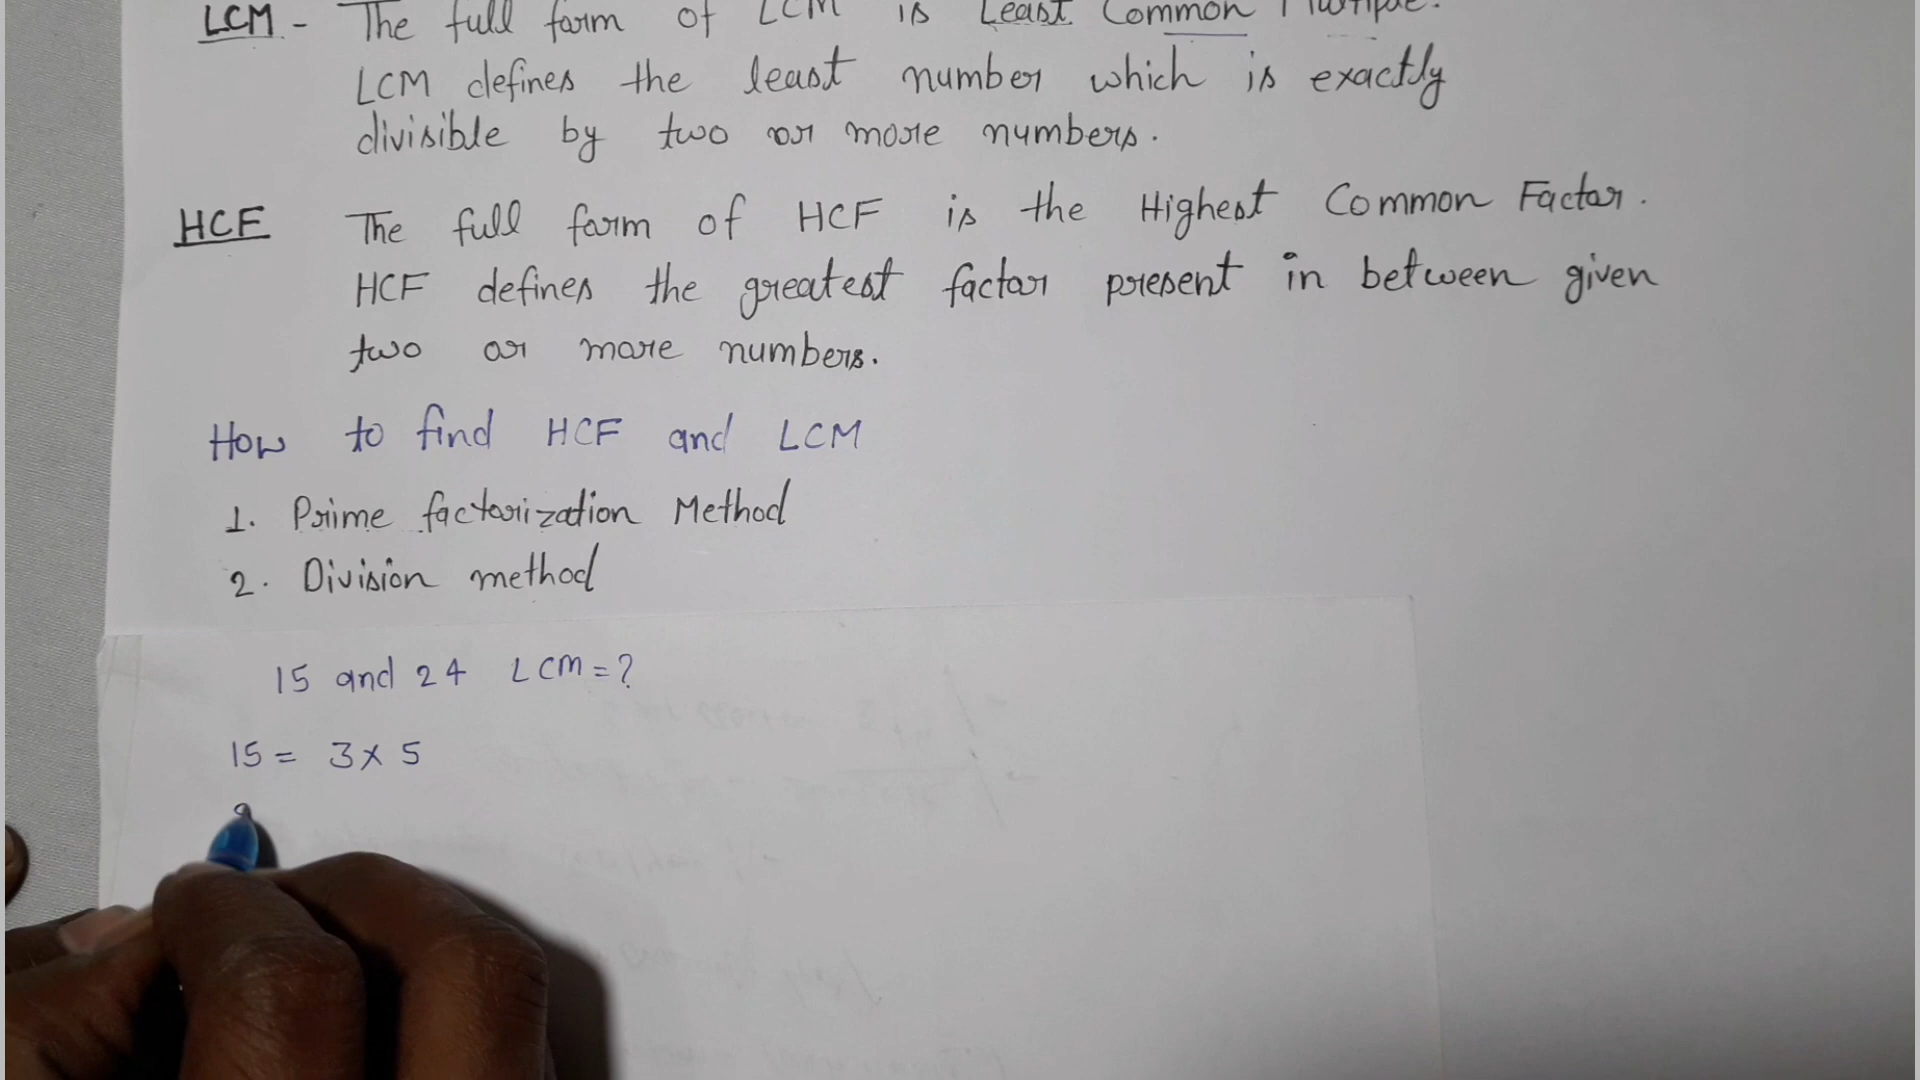 LCM - The full form of LCM is Least Common Multiple.
LCM defines the least number which is exactly
divisible by two or more numbers.
HCF The full form of HCF is the Highest Common Factor.
HCF defines the greatest factor present in between given
two or more numbers.
How to find HCF and LCM
1. Prime factorization Method
2. Division method
15 and 24 LCM = ?
15 = 3 x 5